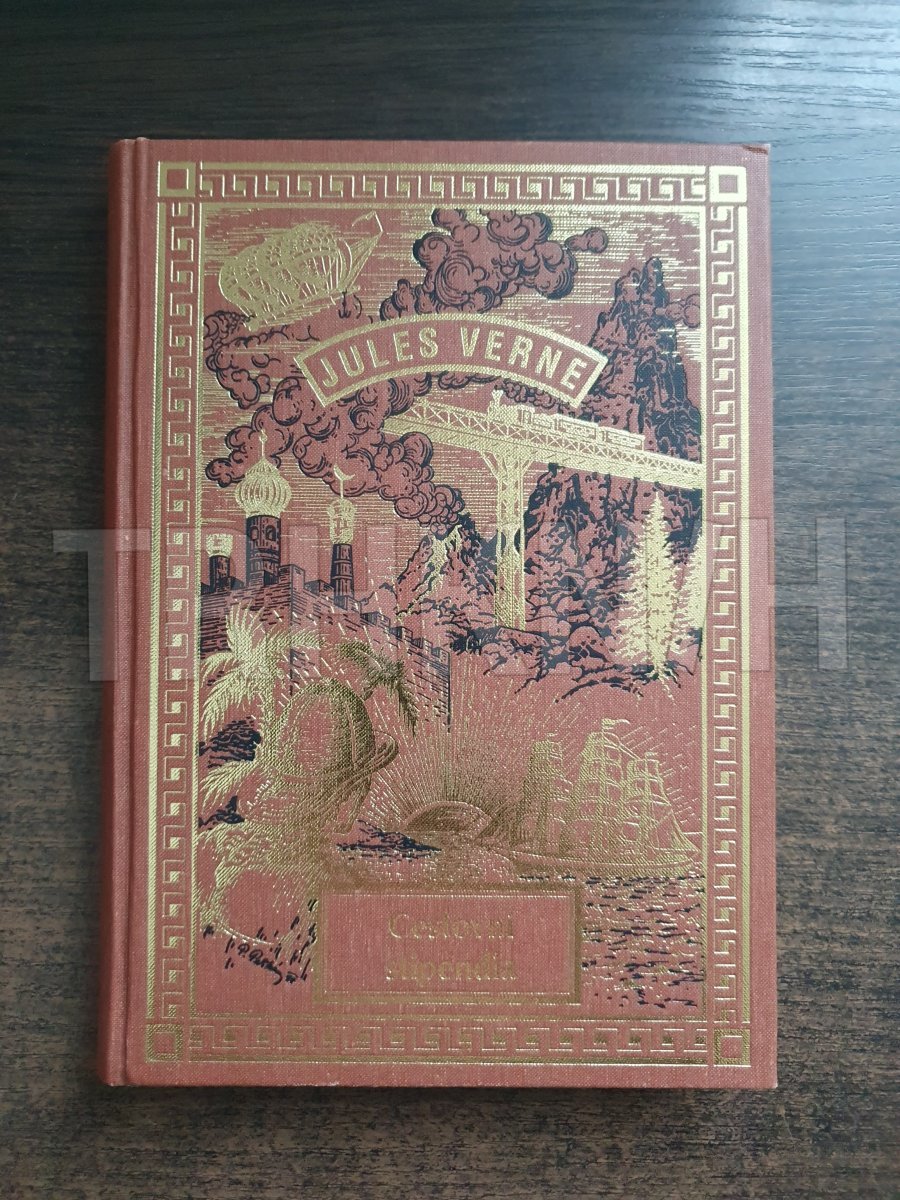 JULES VERNE
Cestovní
stipendia